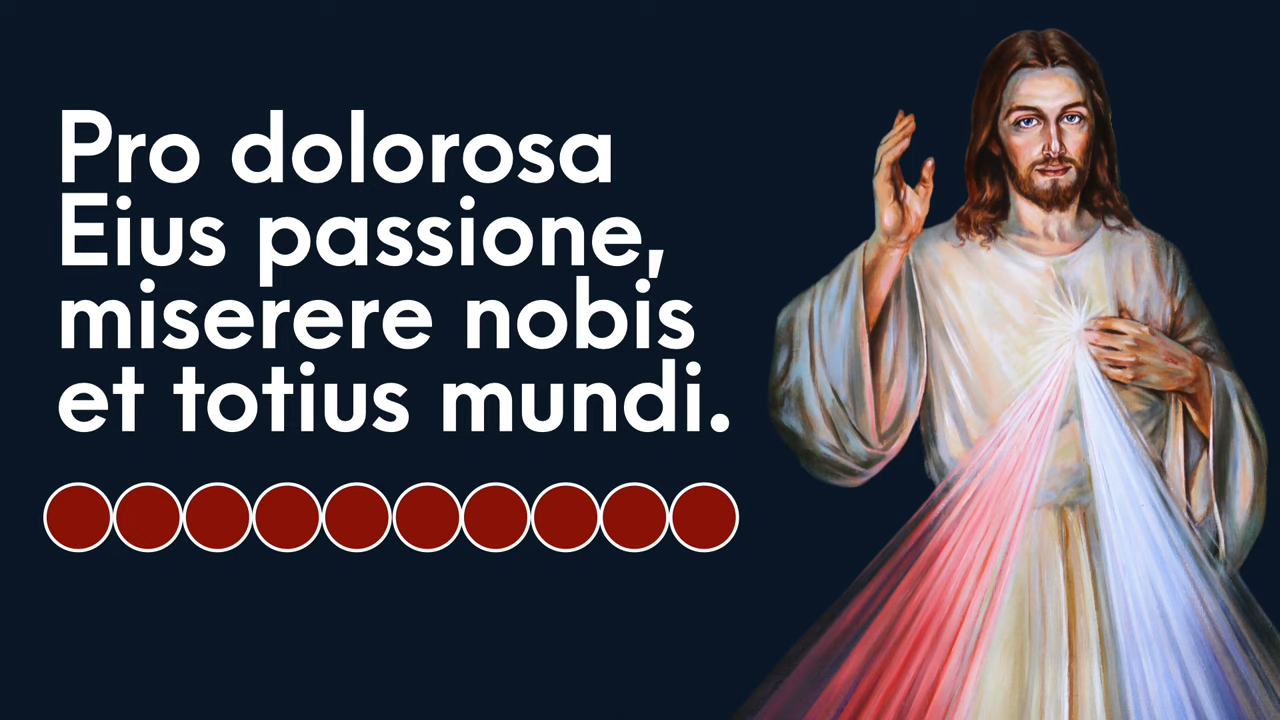 Pro dolorosa
Eius passione,
miserere nobis
et totius mundi.